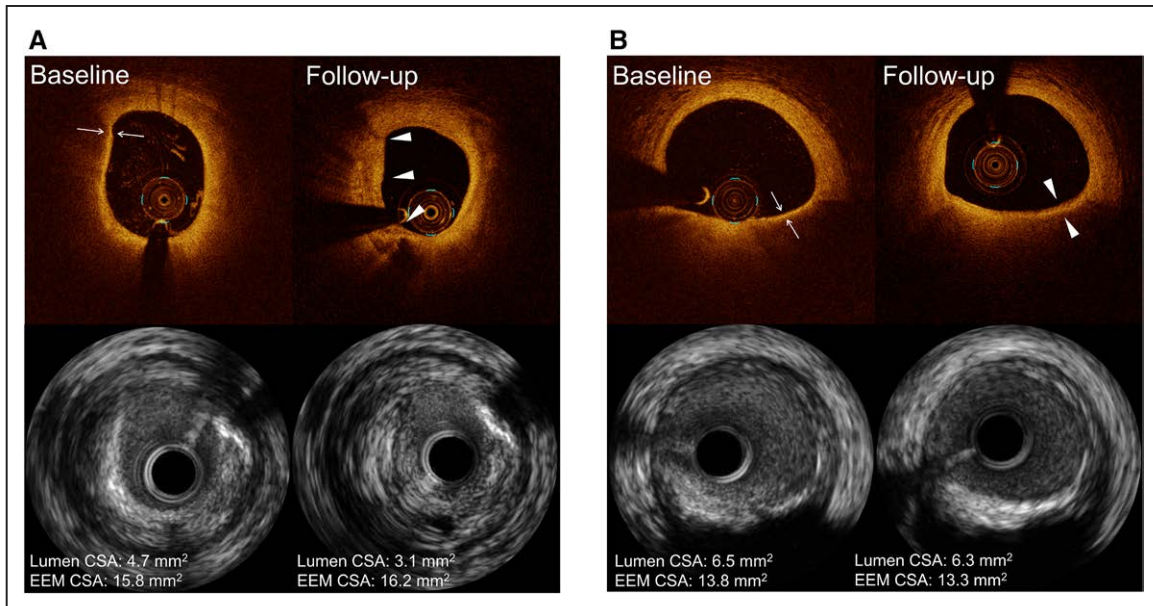 A
Baseline
Follow-up
Lumen CSA: 4.7 mm²
EEM CSA: 15.8 mm²
Lumen CSA: 3.1 mm²
EEM CSA: 16.2 mm²
B
Baseline
Follow-up
Lumen CSA: 6.5 mm²
EEM CSA: 13.8 mm²
Lumen CSA: 6.3 mm²
EEM CSA: 13.3 mm²